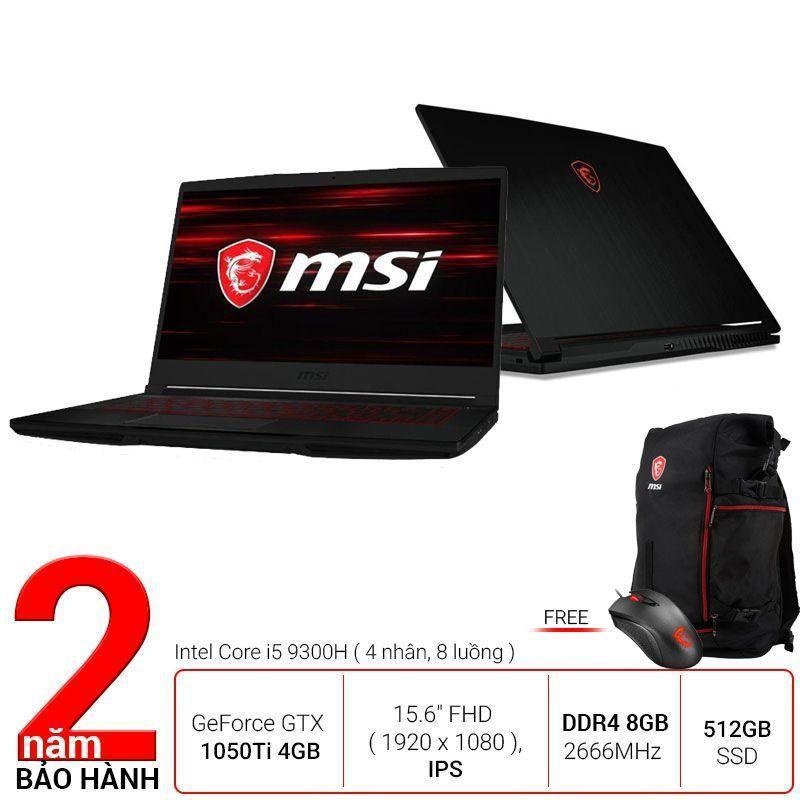 msi
msi
msi
FREE
2
năm
BẢO HÀNH
Intel Core i5 9300H ( 4 nhân, 8 luồng )
GeForce GTX
1050Ti 4GB
15.6" FHD
( 1920 x 1080 ),
IPS
DDR4 8GB
2666MHz
512GB
SSD